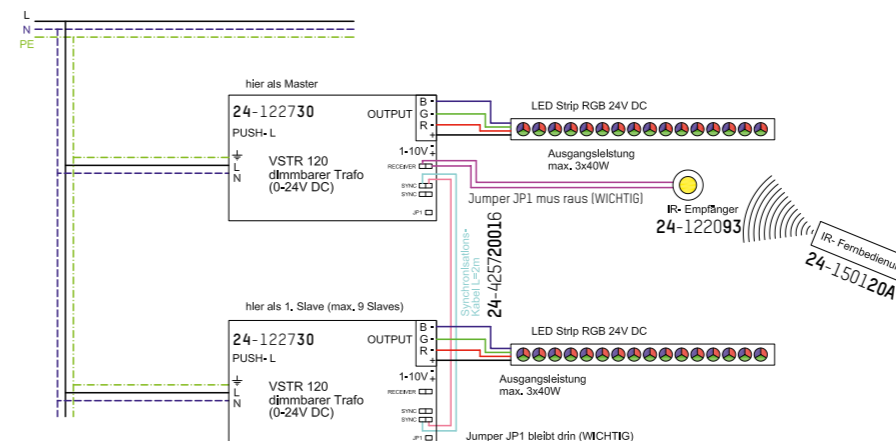 L
N
PE
hier als Master
24-122730
PUSH-L
VSTR 120
dimmbarer Trafo
(0-24V DC)
L
N
OUTPUT
B -
G -
R -
+
1-10V
-
+
RECEIVER
SYNC
SYNC
JP1
LED Strip RGB 24V DC
Ausgangsleistung
max. 3x40W
Jumper JP1 mus raus (WICHTIG)
IR- Empfänger
24-122093
IR- Fernbedienu
24-150120A
Synchronisations-
Kabel L=2m
24-425720016
hier als 1. Slave (max. 9 Slaves)
24-122730
PUSH-L
VSTR 120
dimmbarer Trafo
(0-24V DC)
L
N
OUTPUT
B -
G -
R -
+
1-10V
-
+
RECEIVER
SYNC
SYNC
JP1
LED Strip RGB 24V DC
Ausgangsleistung
max. 3x40W
Jumper JP1 bleibt drin (WICHTIG)